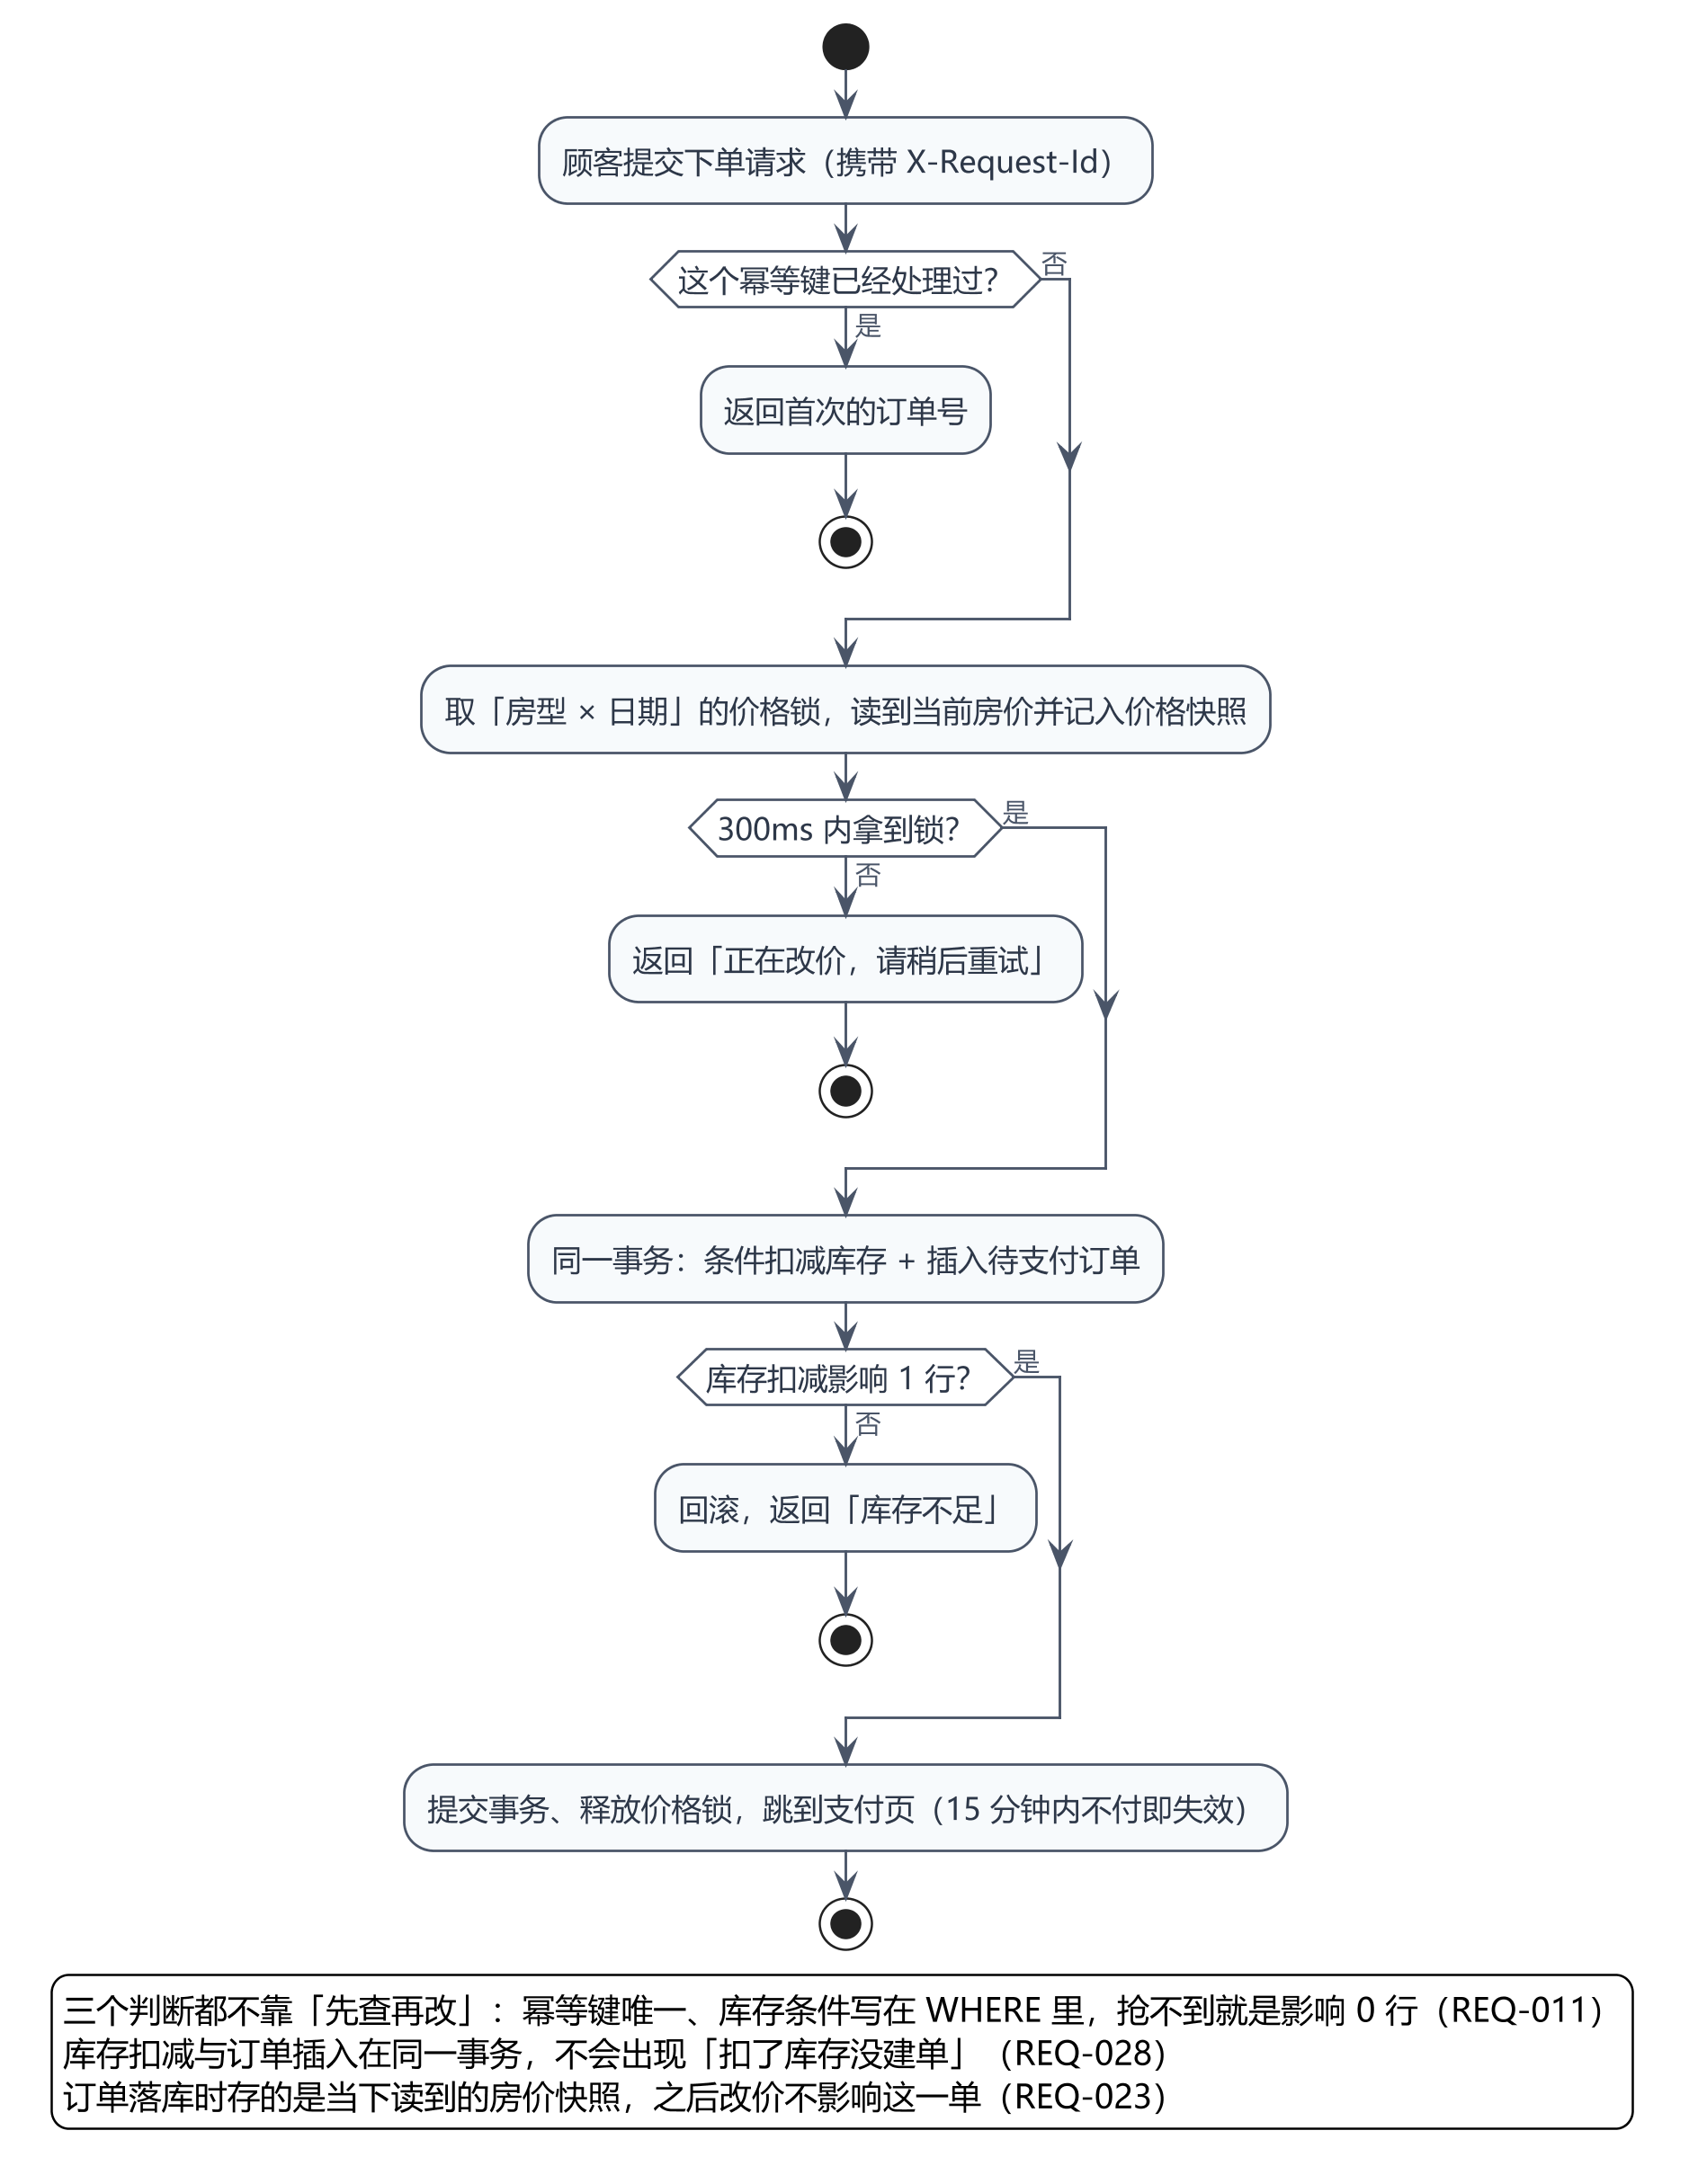 顾客提交下单请求（携带 X-Request-Id）
这个幂等键已经处理过？
否
是
返回首次的订单号
取「房型 × 日期」的价格锁，读到当前房价并记入价格快照
300ms 内拿到锁？
是
否
返回「正在改价，请稍后重试」
同一事务：条件扣减库存 + 插入待支付订单
库存扣减影响 1 行？
是
否
回滚，返回「库存不足」
提交事务、释放价格锁，跳到支付页（15 分钟内不付即失效）
三个判断都不靠「先查再改」：幂等键唯一、库存条件写在 WHERE 里，抢不到就是影响 0 行（REQ-011）
库存扣减与订单插入在同一事务，不会出现「扣了库存没建单」（REQ-028）
订单落库时存的是当下读到的房价快照，之后改价不影响这一单（REQ-023）